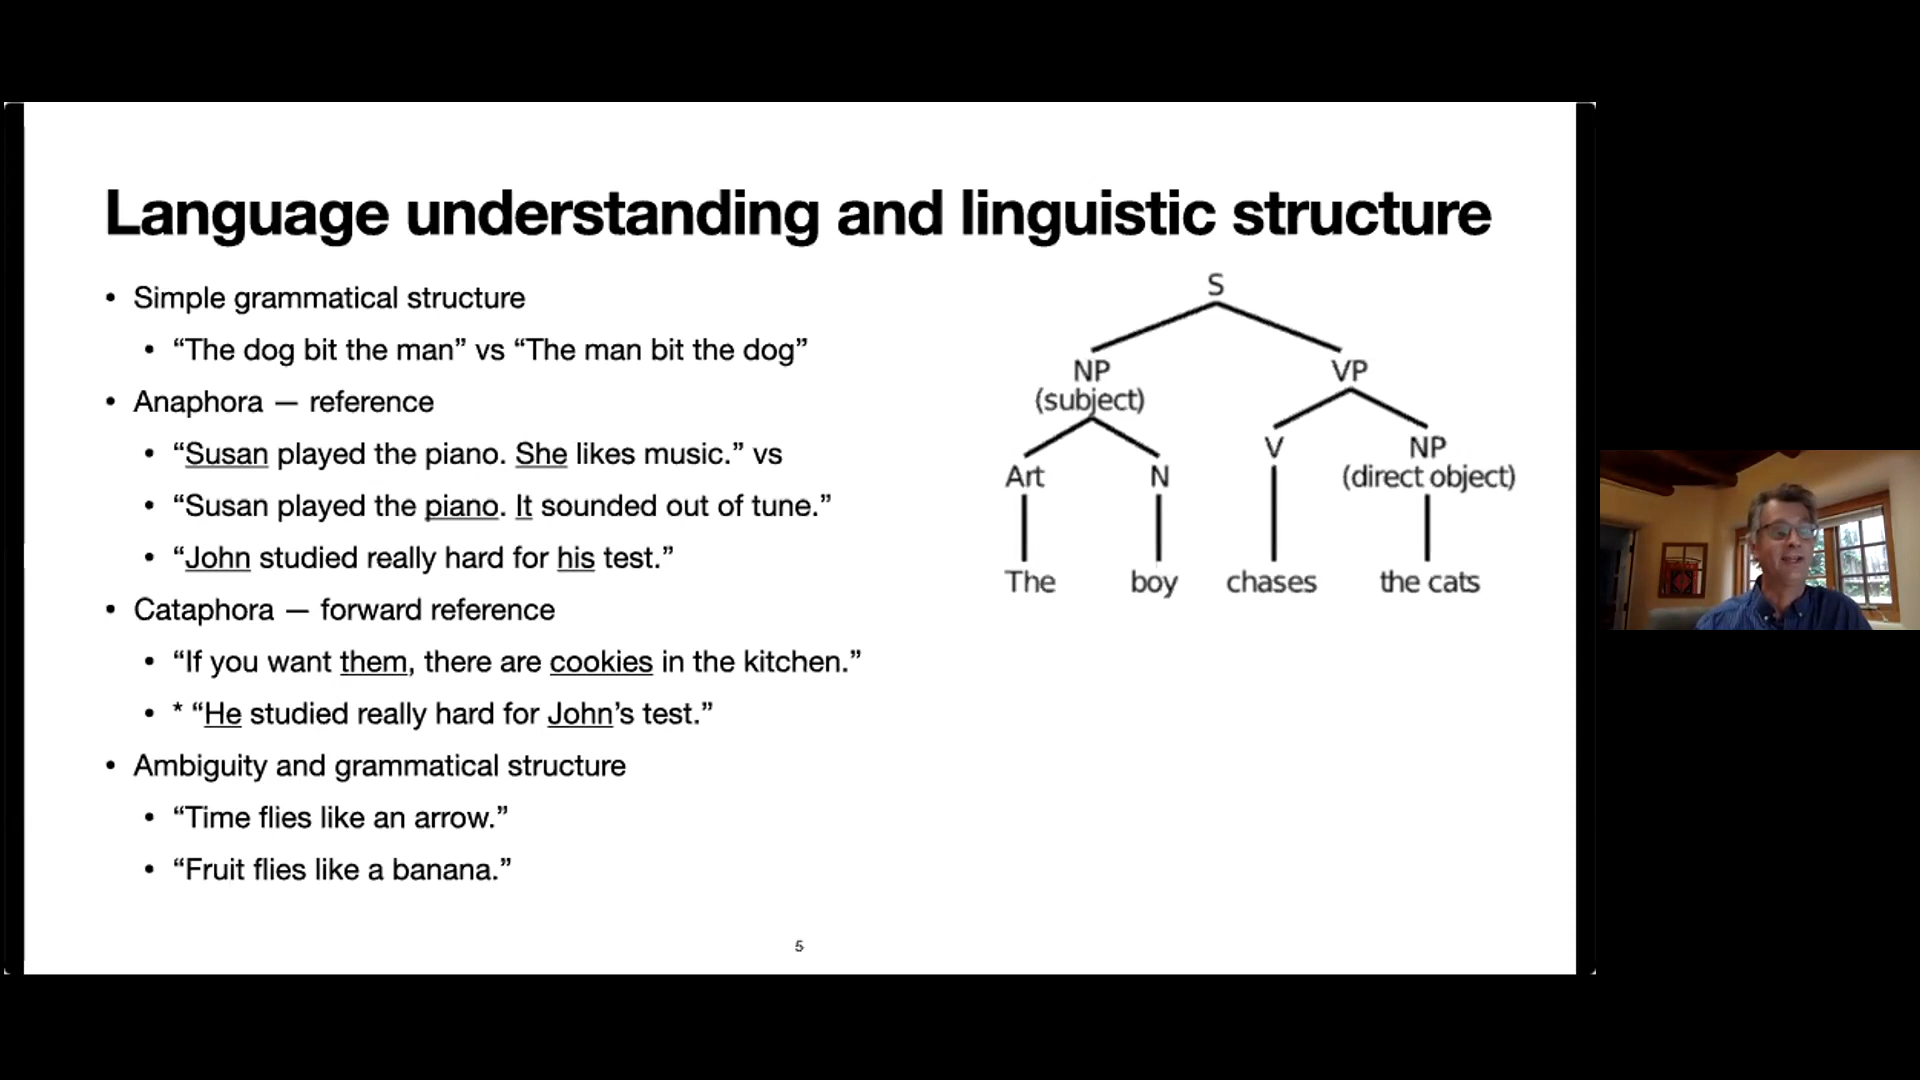 Language understanding and linguistic structure
• Simple grammatical structure
• “The dog bit the man” vs “The man bit the dog”
• Anaphora — reference
• “Susan played the piano. She likes music.” vs
• “Susan played the piano. It sounded out of tune.”
• “John studied really hard for his test.”
• Cataphora — forward reference
• “If you want them, there are cookies in the kitchen.”
• * “He studied really hard for John’s test.”
• Ambiguity and grammatical structure
• “Time flies like an arrow.”
• “Fruit flies like a banana.”
S
NP VP
(subject)
V NP
Art N (direct object)
The boy chases the cats
5